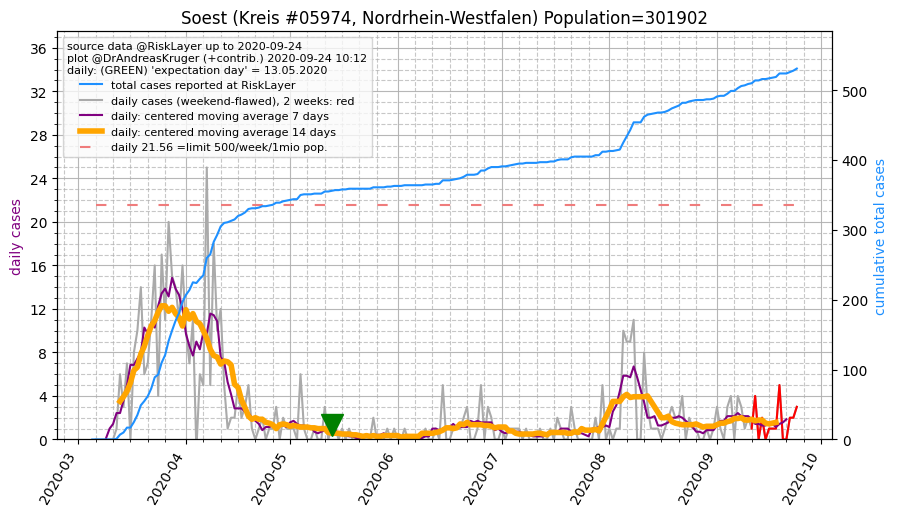 Soest (Kreis #05974, Nordrhein-Westfalen) Population=301902
source data @RiskLayer up to 2020-09-24
plot @DrAndreasKruger (+contrib.) 2020-09-24 10:12
daily: (GREEN) 'expectation day' = 13.05.2020
total cases reported at RiskLayer
daily cases (weekend-flawed), 2 weeks: red
daily: centered moving average 7 days
daily: centered moving average 14 days
daily 21.56 =limit 500/week/1mio pop.
daily cases
36
32
28
24
20
16
12
8
4
0
cumulative total cases
500
400
300
200
100
0
2020-03
2020-04
2020-05
2020-06
2020-07
2020-08
2020-09
2020-10